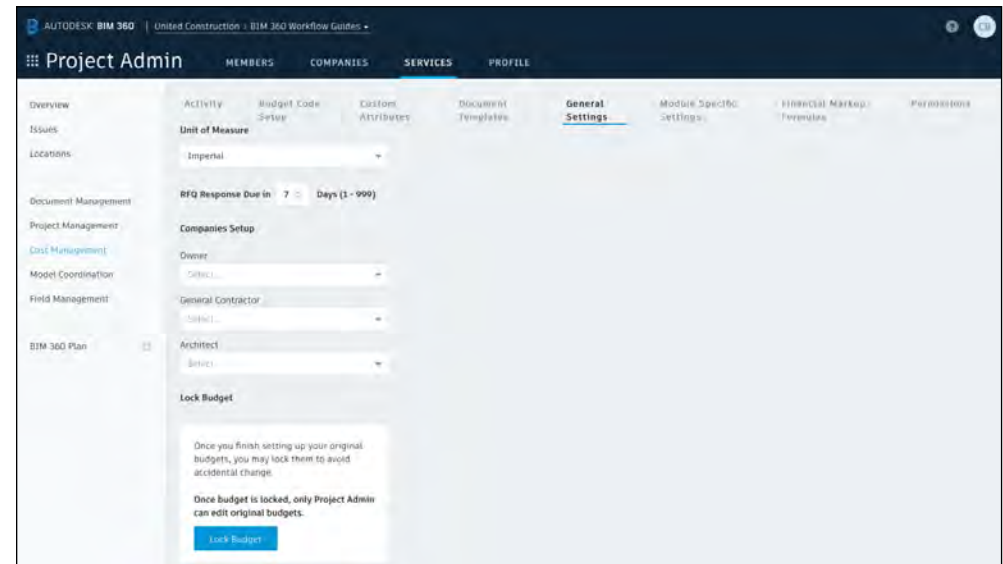 AUTODESK BIM 360 | United Construction > BIM 360 Workflow Guides
CB
Project Admin MEMBERS COMPANIES SERVICES PROFILE
Overview
Issues
Locations
Document Management
Project Management
Cost Management
Model Coordination
Field Management
BIM 360 Plan
Activity Budget Code Setup Custom Attributes Document Templates General Settings Module Specific Settings Financial Markup Formulas Permissions
Unit of Measure
Imperial
RFQ Response Due in 7 Days (1 - 999)
Companies Setup
Owner
Select...
General Contractor
Select...
Architect
Select...
Lock Budget
Once you finish setting up your original
budgets, you may lock them to avoid
accidental change.
Once budget is locked, only Project Admin
can edit original budgets.
Lock Budget